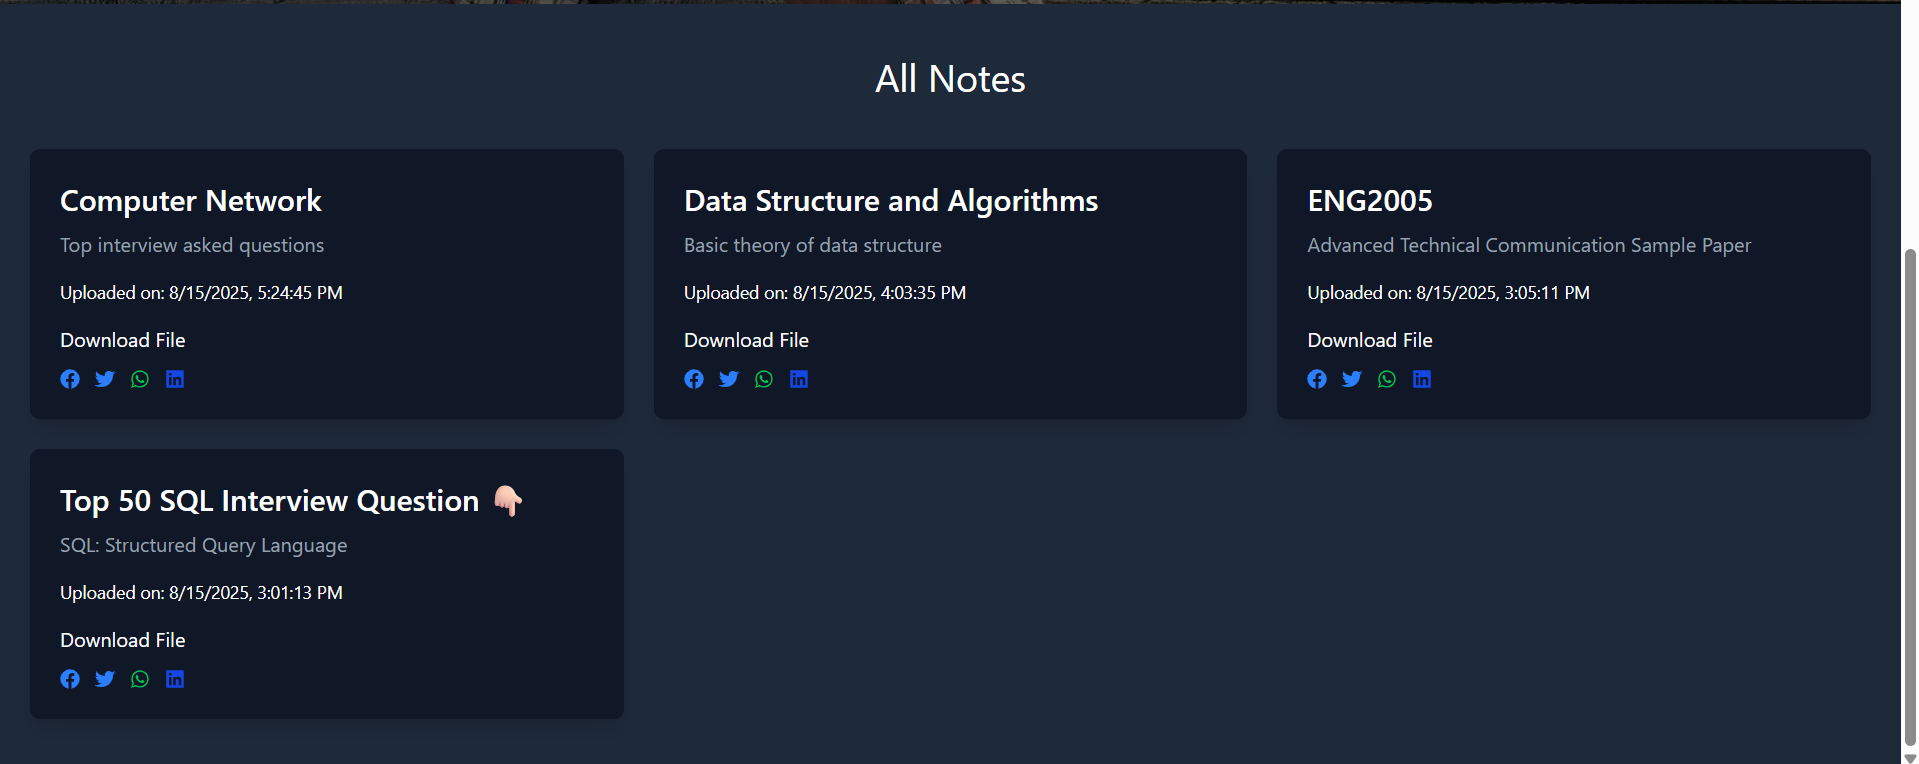 All Notes
Computer Network
Top interview asked questions
Uploaded on: 8/15/2025, 5:24:45 PM
Download File
Data Structure and Algorithms
Basic theory of data structure
Uploaded on: 8/15/2025, 4:03:35 PM
Download File
ENG2005
Advanced Technical Communication Sample Paper
Uploaded on: 8/15/2025, 3:05:11 PM
Download File
Top 50 SQL Interview Question 👇🏻
SQL: Structured Query Language
Uploaded on: 8/15/2025, 3:01:13 PM
Download File